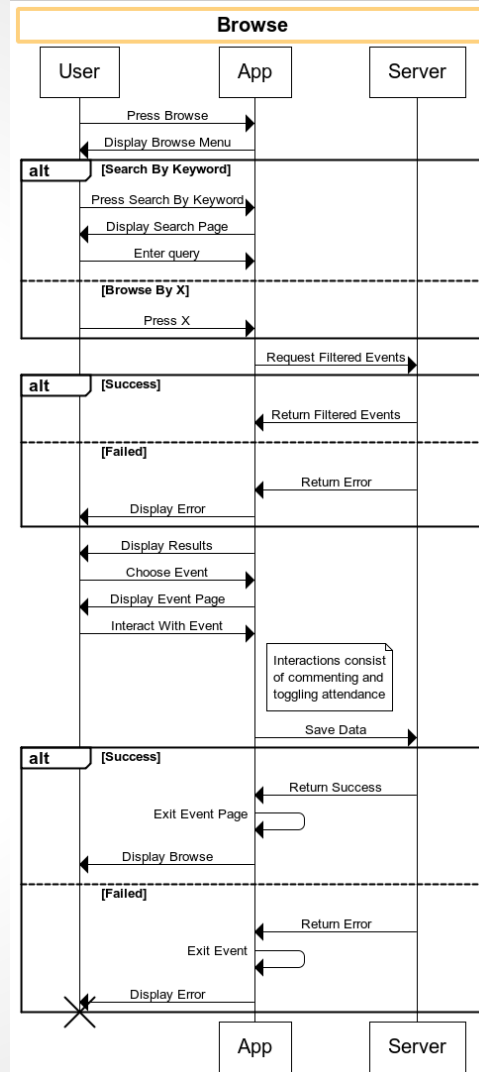 Browse
User
App
Server
Press Browse
Display Browse Menu
alt
[Search By Keyword]
Press Search By Keyword
Display Search Page
Enter query
[Browse By X]
Press X
Request Filtered Events
alt
[Success]
Return Filtered Events
[Failed]
Return Error
Display Error
Display Results
Choose Event
Display Event Page
Interact With Event
Interactions consist
of commenting and
toggling attendance
Save Data
alt
[Success]
Return Success
Exit Event Page
Display Browse
[Failed]
Return Error
Exit Event
Display Error
App
Server